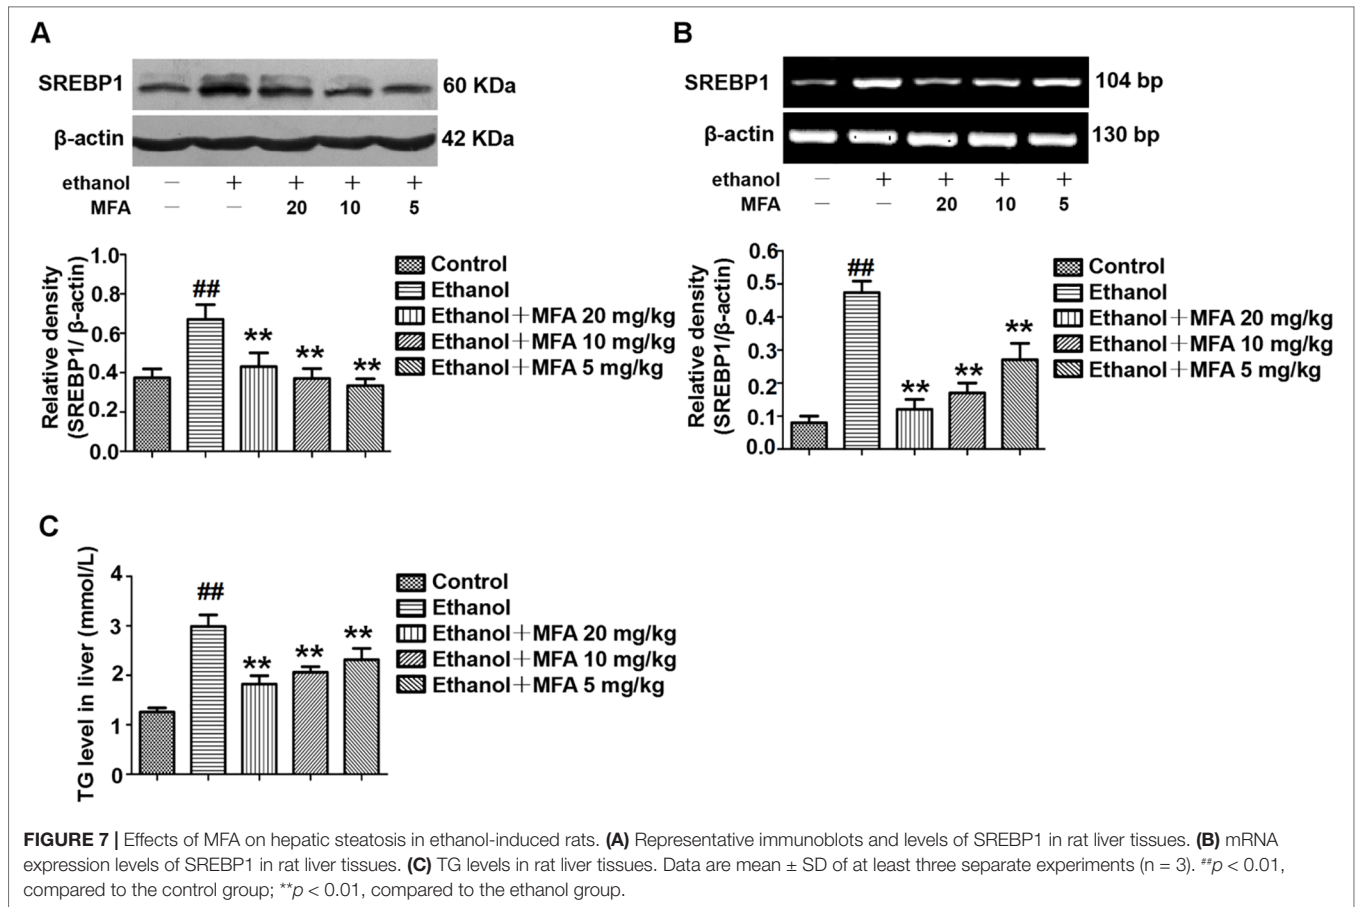 A
SREBP1 60 KDa
β-actin 42 KDa
ethanol − + + + +
MFA − − 20 10 5
Relative density
(SREBP1/ β-actin)
1.0
0.8
0.6
0.4
0.2
0.0
##
**
**
**
Control
Ethanol
Ethanol+MFA 20 mg/kg
Ethanol+MFA 10 mg/kg
Ethanol+MFA 5 mg/kg
B
SREBP1 104 bp
β-actin 130 bp
ethanol − + + + +
MFA − − 20 10 5
Relative density
(SREBP1/β-actin)
0.6
0.5
0.4
0.3
0.2
0.1
0.0
##
**
**
**
Control
Ethanol
Ethanol+MFA 20 mg/kg
Ethanol+MFA 10 mg/kg
Ethanol+MFA 5 mg/kg
C
TG level in liver (mmol/L)
4
3
2
1
0
##
**
**
**
Control
Ethanol
Ethanol+MFA 20 mg/kg
Ethanol+MFA 10 mg/kg
Ethanol+MFA 5 mg/kg
FIGURE 7 | Effects of MFA on hepatic steatosis in ethanol-induced rats. (A) Representative immunoblots and levels of SREBP1 in rat liver tissues. (B) mRNA
expression levels of SREBP1 in rat liver tissues. (C) TG levels in rat liver tissues. Data are mean ± SD of at least three separate experiments (n = 3). ##p < 0.01,
compared to the control group; **p < 0.01, compared to the ethanol group.